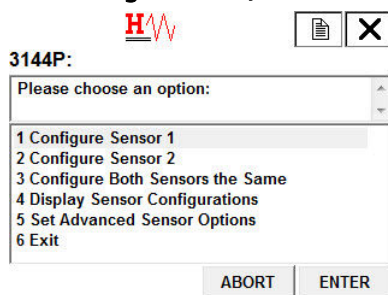 H
3144P:
Please choose an option:
1 Configure Sensor 1
2 Configure Sensor 2
3 Configure Both Sensors the Same
4 Display Sensor Configurations
5 Set Advanced Sensor Options
6 Exit
ABORT ENTER